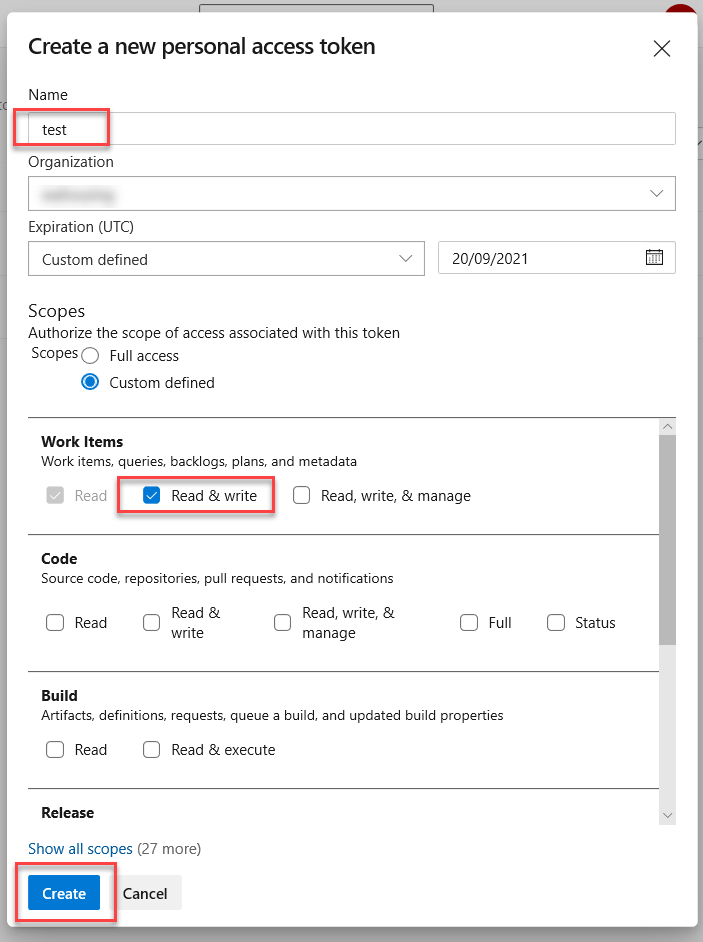 Create a new personal access token
Name
test
Organization
Expiration (UTC)
Custom defined
20/09/2021
Scopes
Authorize the scope of access associated with this token
Scopes
Full access
Custom defined
Work Items
Work items, queries, backlogs, plans, and metadata
Read
Read & write
Read, write, & manage
Code
Source code, repositories, pull requests, and notifications
Read
Read &
write
Read, write, &
manage
Full
Status
Build
Artifacts, definitions, requests, queue a build, and updated build properties
Read
Read & execute
Release
Show all scopes (27 more)
Create
Cancel